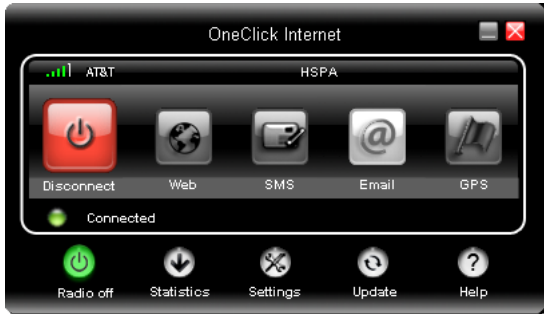 OneClick Internet
AT&T HSPA
Disconnect Web SMS Email GPS
Connected
Radio off Statistics Settings Update Help